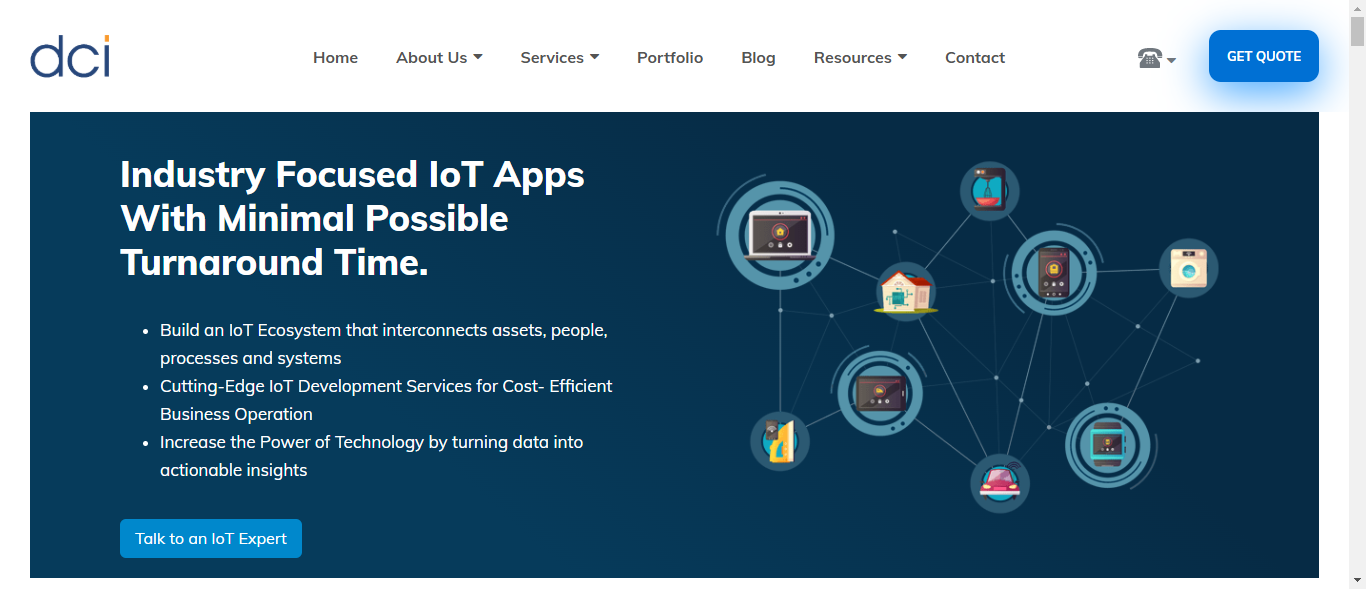 dci
Home
About Us
Services
Portfolio
Blog
Resources
Contact
GET QUOTE
Industry Focused IoT Apps
With Minimal Possible
Turnaround Time.
Build an IoT Ecosystem that interconnects assets, people,
processes and systems
Cutting-Edge IoT Development Services for Cost- Efficient
Business Operation
Increase the Power of Technology by turning data into
actionable insights
Talk to an IoT Expert